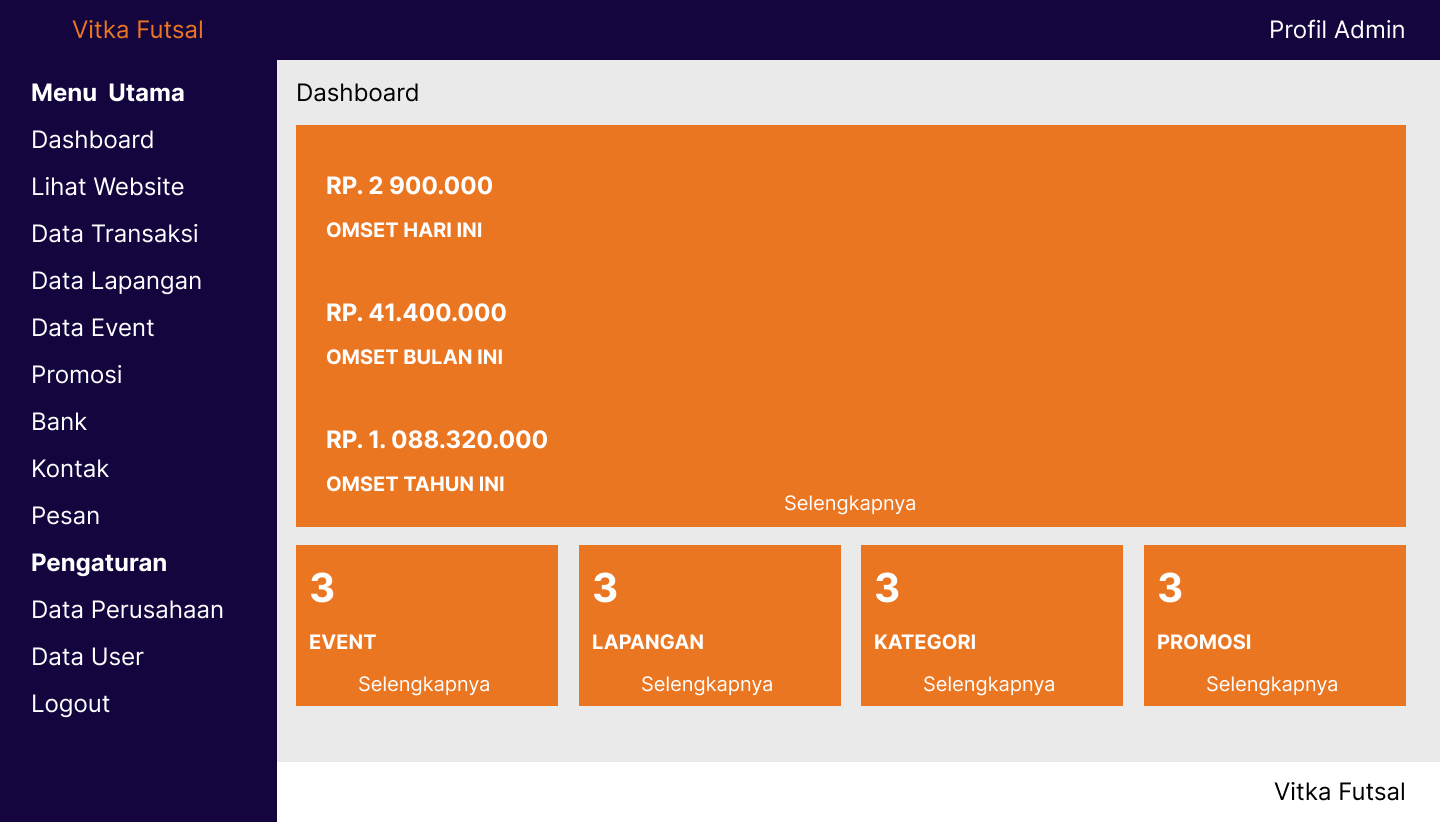 Vitka Futsal
Profil Admin
Menu Utama
Dashboard
Lihat Website
Data Transaksi
Data Lapangan
Data Event
Promosi
Bank
Kontak
Pesan
Pengaturan
Data Perusahaan
Data User
Logout
Dashboard
RP. 2 900.000
OMSET HARI INI
RP. 41.400.000
OMSET BULAN INI
RP. 1. 088.320.000
OMSET TAHUN INI
Selengkapnya
3
EVENT
Selengkapnya
3
LAPANGAN
Selengkapnya
3
KATEGORI
Selengkapnya
3
PROMOSI
Selengkapnya
Vitka Futsal